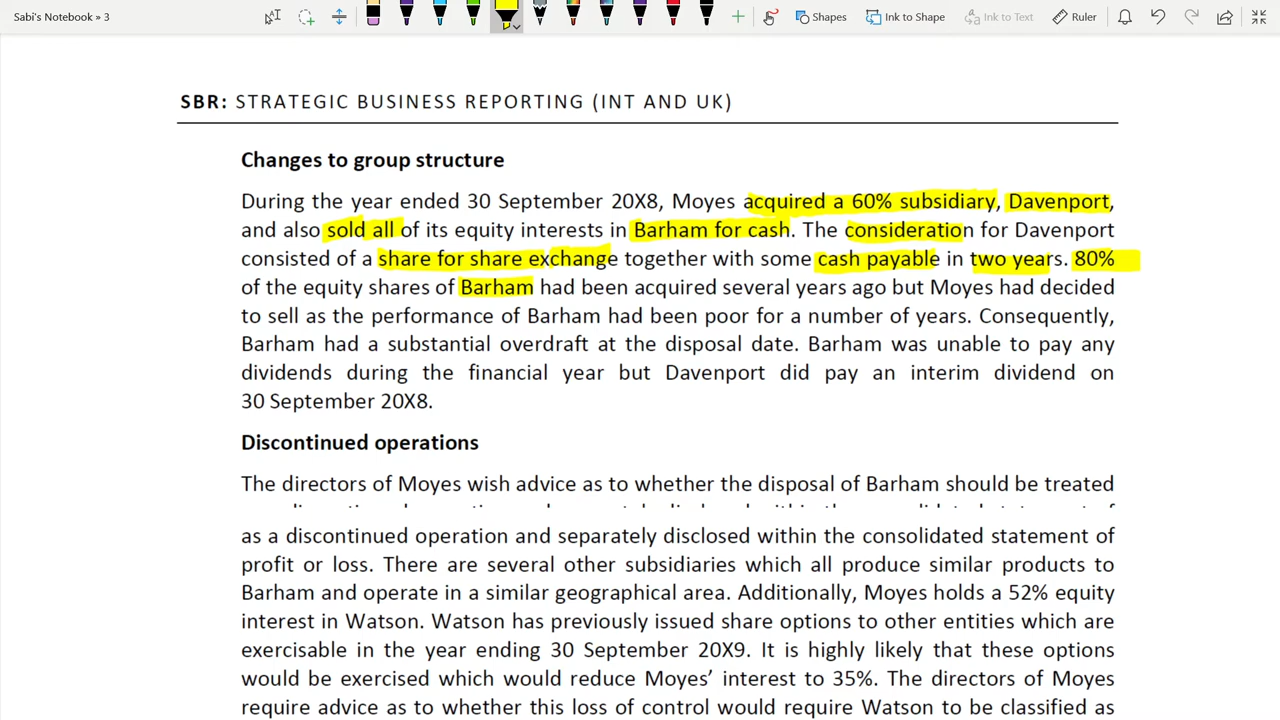 Sabi's Notebook » 3
Shapes
Ink to Shape
Ink to Text
Ruler
SBR: STRATEGIC BUSINESS REPORTING (INT AND UK)
Changes to group structure
During the year ended 30 September 20X8, Moyes acquired a 60% subsidiary, Davenport,
and also sold all of its equity interests in Barham for cash. The consideration for Davenport
consisted of a share for share exchange together with some cash payable in two years. 80%
of the equity shares of Barham had been acquired several years ago but Moyes had decided
to sell as the performance of Barham had been poor for a number of years. Consequently,
Barham had a substantial overdraft at the disposal date. Barham was unable to pay any
dividends during the financial year but Davenport did pay an interim dividend on
30 September 20X8.
Discontinued operations
The directors of Moyes wish advice as to whether the disposal of Barham should be treated
as a discontinued operation and separately disclosed within the consolidated statement of
profit or loss. There are several other subsidiaries which all produce similar products to
Barham and operate in a similar geographical area. Additionally, Moyes holds a 52% equity
interest in Watson. Watson has previously issued share options to other entities which are
exercisable in the year ending 30 September 20X9. It is highly likely that these options
would be exercised which would reduce Moyes' interest to 35%. The directors of Moyes
require advice as to whether this loss of control would require Watson to be classified as